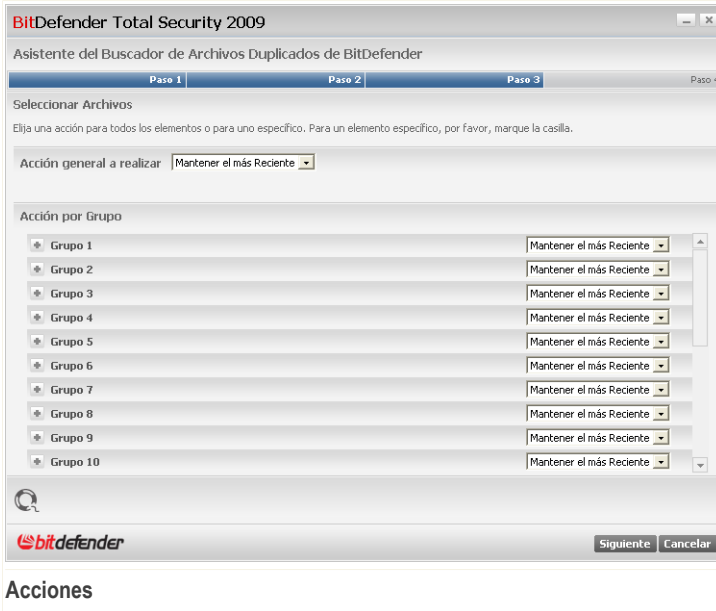 BitDefender Total Security 2009
Asistente del Buscador de Archivos Duplicados de BitDefender
Paso 1 Paso 2 Paso 3 Paso 4
Seleccionar Archivos
Elija una acción para todos los elementos o para uno específico. Para un elemento específico, por favor, marque la casilla.
Acción general a realizar Mantener el más Reciente
Acción por Grupo
Grupo 1 Mantener el más Reciente
Grupo 2 Mantener el más Reciente
Grupo 3 Mantener el más Reciente
Grupo 4 Mantener el más Reciente
Grupo 5 Mantener el más Reciente
Grupo 6 Mantener el más Reciente
Grupo 7 Mantener el más Reciente
Grupo 8 Mantener el más Reciente
Grupo 9 Mantener el más Reciente
Grupo 10 Mantener el más Reciente
bitdefender Siguiente Cancelar
Acciones